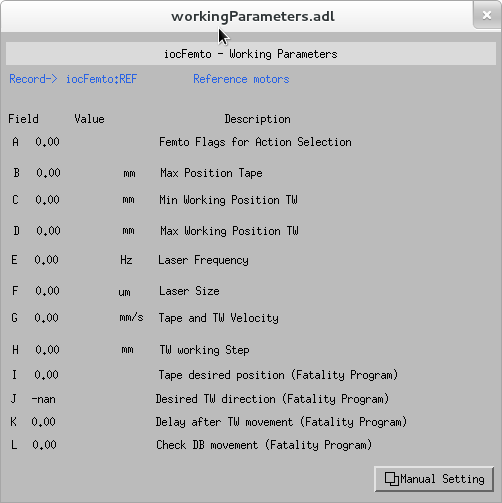 workingParameters.adl
iocFemto - Working Parameters
Record-> iocFemto:REF Reference motors
Field Value Description
A 0.00 Femto Flags for Action Selection
B 0.00 mm Max Position Tape
C 0.00 mm Min Working Position TW
D 0.00 mm Max Working Position TW
E 0.00 Hz Laser Frequency
F 0.00 um Laser Size
G 0.00 mm/s Tape and TW Velocity
H 0.00 mm TW working Step
I 0.00 Tape desired position (Fatality Program)
J -nan Desired TW direction (Fatality Program)
K 0.00 Delay after TW movement (Fatality Program)
L 0.00 Check DB movement (Fatality Program)
Manual Setting